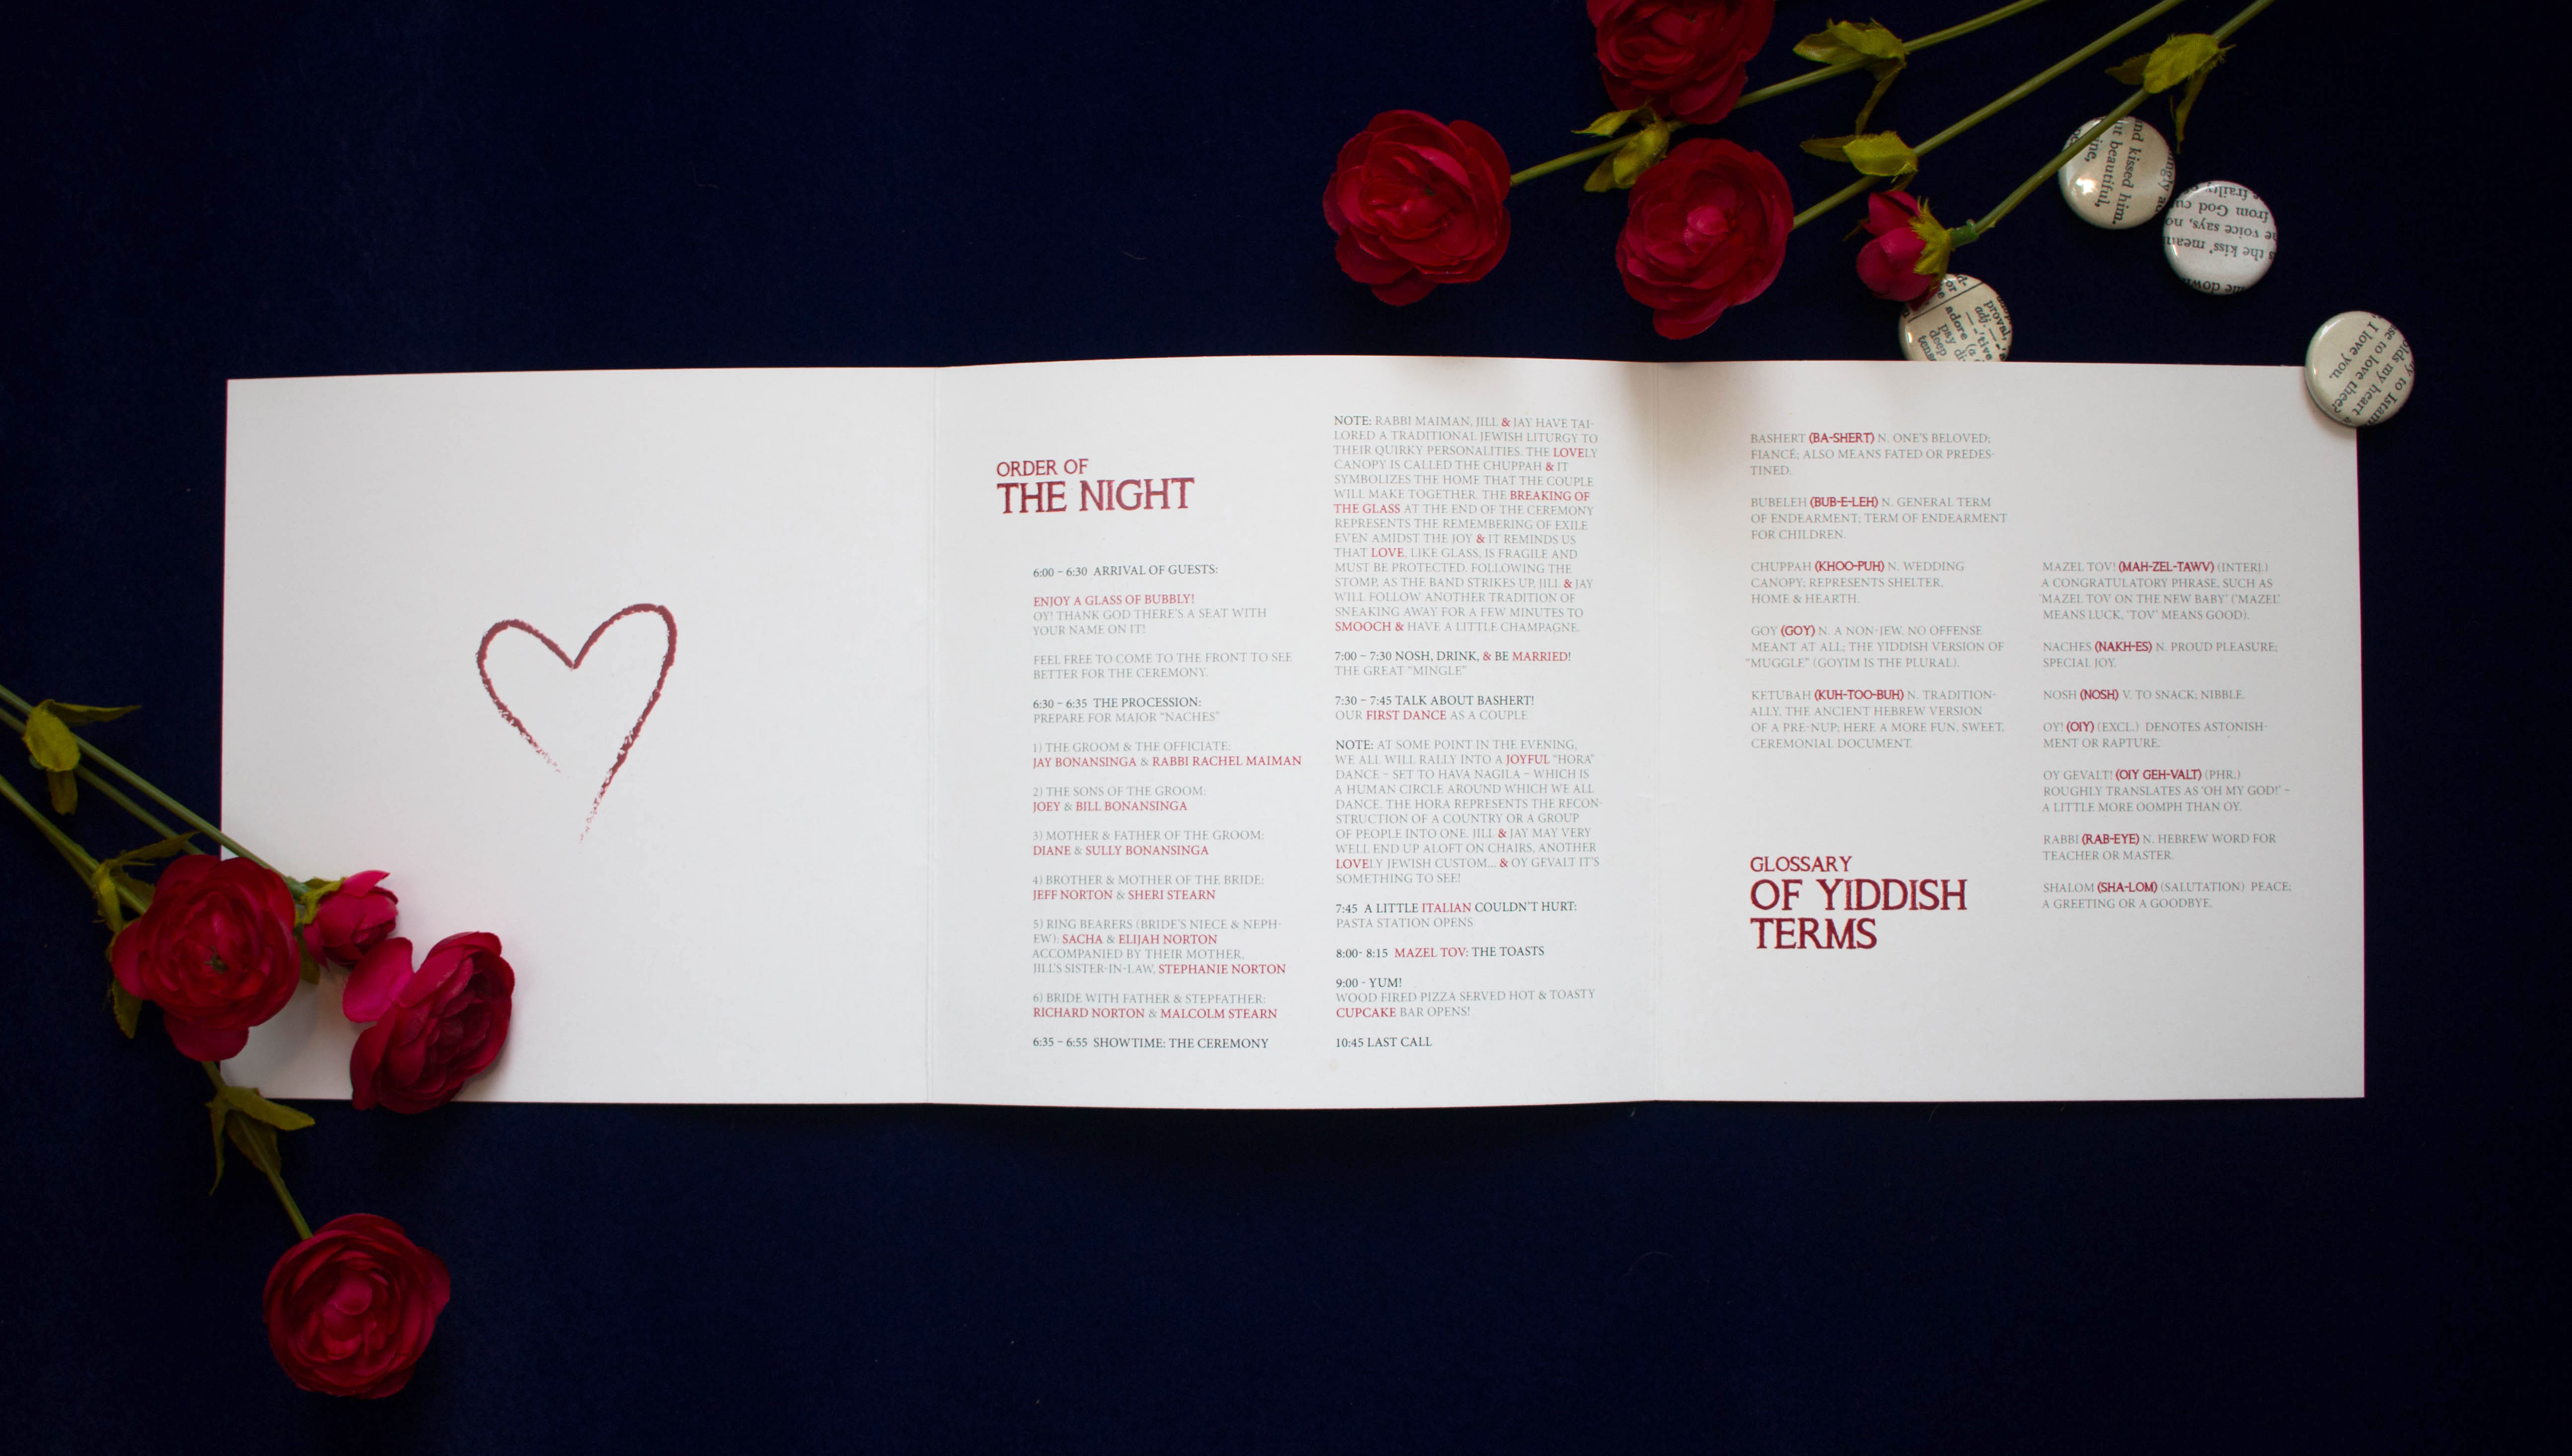 ORDER OF
THE NIGHT
6:00 – 6:30 ARRIVAL OF GUESTS:
ENJOY A GLASS OF BUBBLY!
OY! THANK GOD THERE'S A SEAT WITH
YOUR NAME ON IT!
FEEL FREE TO COME TO THE FRONT TO SEE
BETTER FOR THE CEREMONY.
6:30 – 6:35 THE PROCESSION:
PREPARE FOR MAJOR "NACHES"
1) THE GROOM & THE OFFICIATE:
JAY BONANSINGA & RABBI RACHEL MAIMAN
2) THE SONS OF THE GROOM:
JOEY & BILL BONANSINGA
3) MOTHER & FATHER OF THE GROOM:
DIANE & SULLY BONANSINGA
4) BROTHER & MOTHER OF THE BRIDE:
JEFF NORTON & SHERI STEARN
5) RING BEARERS (BRIDE'S NIECE & NEPH-
EW): SACHA & ELIJAH NORTON
ACCOMPANIED BY THEIR MOTHER,
JILL'S SISTER-IN-LAW, STEPHANIE NORTON
6) BRIDE WITH FATHER & STEPFATHER:
RICHARD NORTON & MALCOLM STEARN
6:35 – 6:55 SHOWTIME: THE CEREMONY
NOTE: RABBI MAIMAN, JILL & JAY HAVE TAI-
LORED A TRADITIONAL JEWISH LITURGY TO
THEIR QUIRKY PERSONALITIES. THE LOVELY
CANOPY IS CALLED THE CHUPPAH & IT
SYMBOLIZES THE HOME THAT THE COUPLE
WILL MAKE TOGETHER. THE BREAKING OF
THE GLASS AT THE END OF THE CEREMONY
REPRESENTS THE REMEMBERING OF EXILE
EVEN AMIDST THE JOY & IT REMINDS US
THAT LOVE, LIKE GLASS, IS FRAGILE AND
MUST BE PROTECTED. FOLLOWING THE
STOMP, AS THE BAND STRIKES UP, JILL & JAY
WILL FOLLOW ANOTHER TRADITION OF
SNEAKING AWAY FOR A FEW MINUTES TO
SMOOCH & HAVE A LITTLE CHAMPAGNE.
7:00 – 7:30 NOSH, DRINK, & BE MARRIED!
THE GREAT "MINGLE"
7:30 – 7:45 TALK ABOUT BASHERT!
OUR FIRST DANCE AS A COUPLE
NOTE: AT SOME POINT IN THE EVENING,
WE ALL WILL RALLY INTO A JOYFUL "HORA"
DANCE – SET TO HAVA NAGILA – WHICH IS
A HUMAN CIRCLE AROUND WHICH WE ALL
DANCE. THE HORA REPRESENTS THE RECON-
STRUCTION OF A COUNTRY OR A GROUP
OF PEOPLE INTO ONE. JILL & JAY MAY VERY
WELL END UP ALOFT ON CHAIRS, ANOTHER
LOVELY JEWISH CUSTOM... & OY GEVALT IT'S
SOMETHING TO SEE!
7:45 A LITTLE ITALIAN COULDN'T HURT:
PASTA STATION OPENS
8:00- 8:15 MAZEL TOV: THE TOASTS
9:00 - YUM!
WOOD FIRED PIZZA SERVED HOT & TOASTY
CUPCAKE BAR OPENS!
10:45 LAST CALL
BASHERT (BA-SHERT) N. ONE'S BELOVED;
FIANCÉ; ALSO MEANS FATED OR PREDES-
TINED.
BUBELEH (BUB-E-LEH) N. GENERAL TERM
OF ENDEARMENT; TERM OF ENDEARMENT
FOR CHILDREN.
CHUPPAH (KHOO-PUH) N. WEDDING
CANOPY; REPRESENTS SHELTER,
HOME & HEARTH.
GOY (GOY) N. A NON-JEW. NO OFFENSE
MEANT AT ALL; THE YIDDISH VERSION OF
"MUGGLE" (GOYIM IS THE PLURAL).
KETUBAH (KUH-TOO-BUH) N. TRADITION-
ALLY, THE ANCIENT HEBREW VERSION
OF A PRE-NUP; HERE A MORE FUN, SWEET,
CEREMONIAL DOCUMENT.
GLOSSARY
OF YIDDISH
TERMS
MAZEL TOV! (MAH-ZEL-TAWV) (INTERJ.)
A CONGRATULATORY PHRASE, SUCH AS
'MAZEL TOV ON THE NEW BABY' ('MAZEL'
MEANS LUCK, 'TOV' MEANS GOOD).
NACHES (NAKH-ES) N. PROUD PLEASURE;
SPECIAL JOY.
NOSH (NOSH) V. TO SNACK; NIBBLE.
OY! (OIY) (EXCL.) DENOTES ASTONISH-
MENT OR RAPTURE.
OY GEVALT! (OIY GEH-VALT) (PHR.)
ROUGHLY TRANSLATES AS 'OH MY GOD!' –
A LITTLE MORE OOMPH THAN OY.
RABBI (RAB-EYE) N. HEBREW WORD FOR
TEACHER OR MASTER.
SHALOM (SHA-LOM) (SALUTATION) PEACE;
A GREETING OR A GOODBYE.
nd kissed him.
beautiful,
the kiss' mean
voice says, no
from God
frailty
adore
pay
deep
proval,
adj.
my heart
to love thee?
I love you.